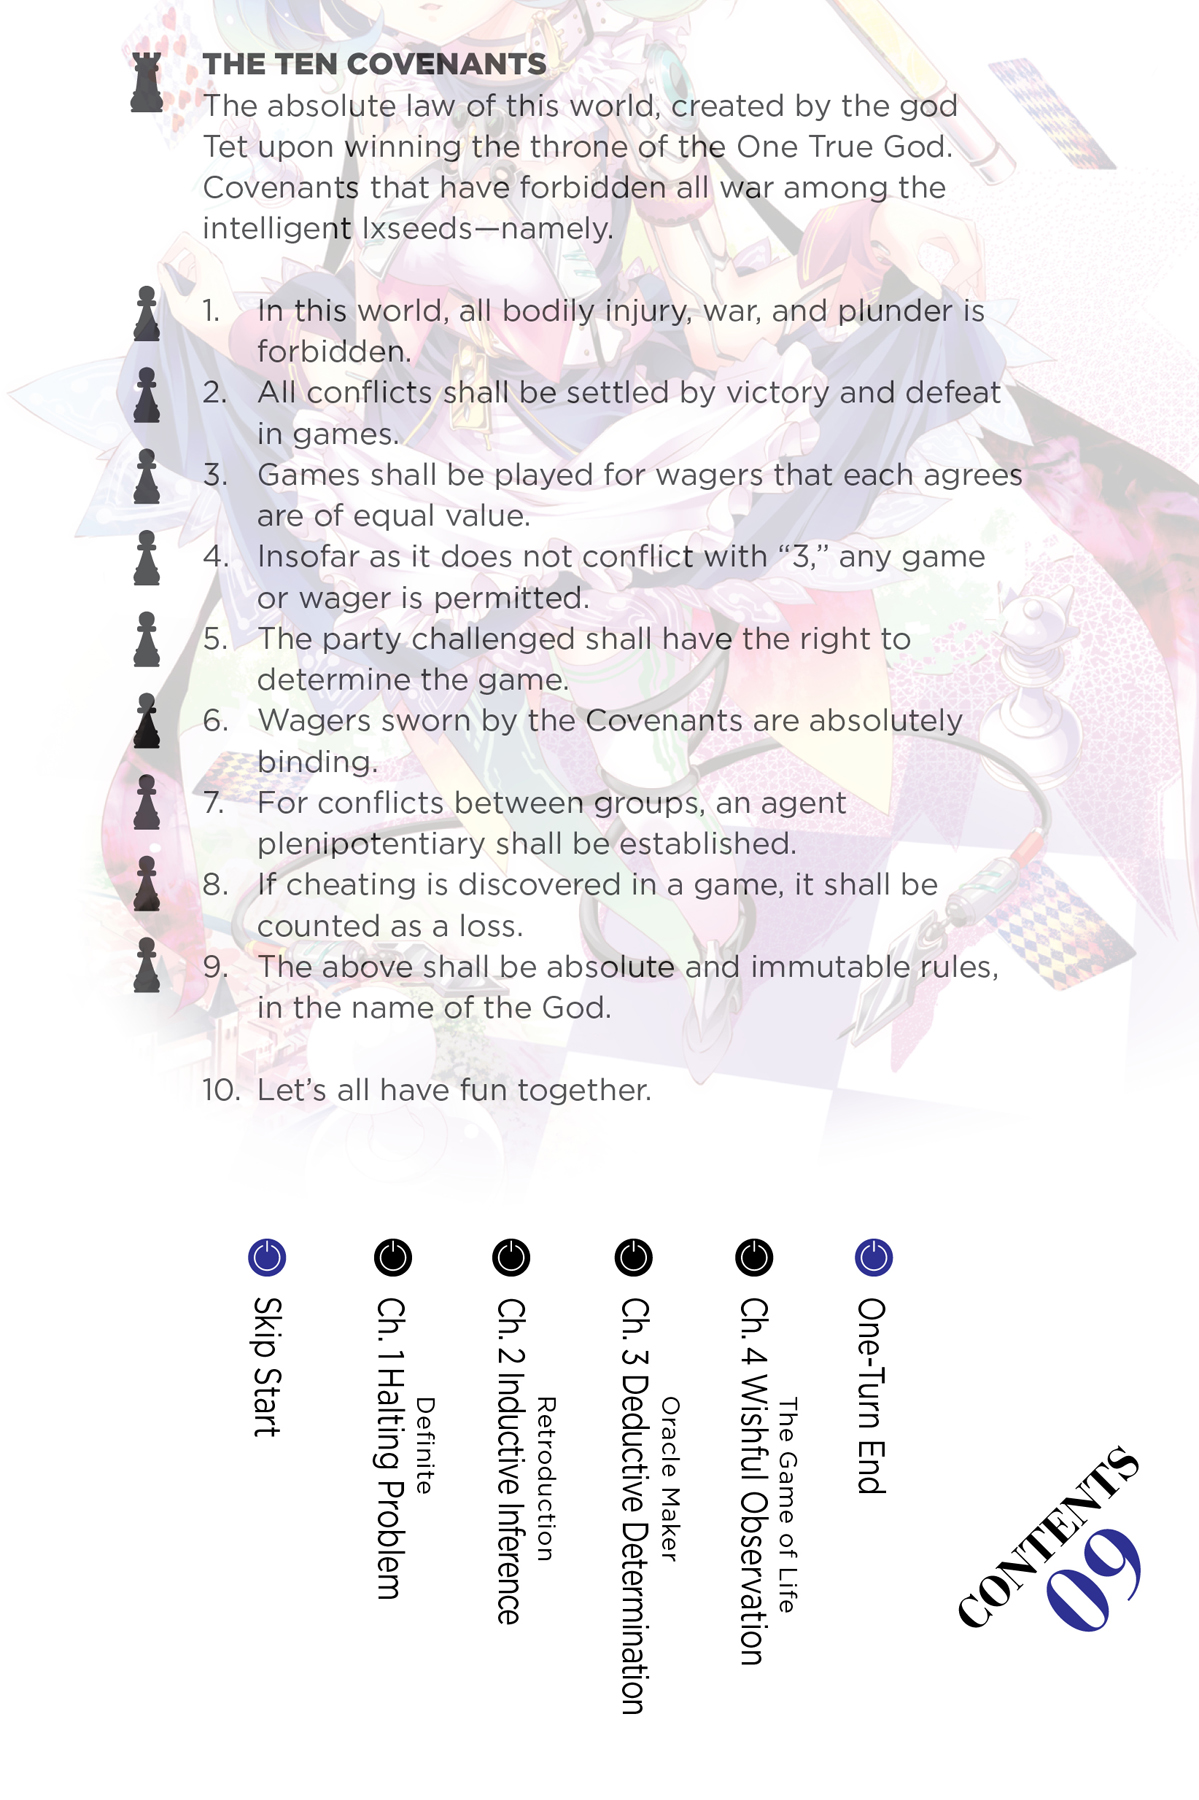 THE TEN COVENANTS
The absolute law of this world, created by the god
Tet upon winning the throne of the One True God.
Covenants that have forbidden all war among the
intelligent Ixseeds—namely.
1. In this world, all bodily injury, war, and plunder is
forbidden.
2. All conflicts shall be settled by victory and defeat
in games.
3. Games shall be played for wagers that each agrees
are of equal value.
4. Insofar as it does not conflict with “3,” any game
or wager is permitted.
5. The party challenged shall have the right to
determine the game.
6. Wagers sworn by the Covenants are absolutely
binding.
7. For conflicts between groups, an agent
plenipotentiary shall be established.
8. If cheating is discovered in a game, it shall be
counted as a loss.
9. The above shall be absolute and immutable rules,
in the name of the God.
10. Let’s all have fun together.
Skip Start
Definite
Ch. 1 Halting Problem
Retroduction
Ch. 2 Inductive Inference
Oracle Maker
Ch. 3 Deductive Determination
The Game of Life
Ch. 4 Wishful Observation
One-Turn End
CONTENTS
09